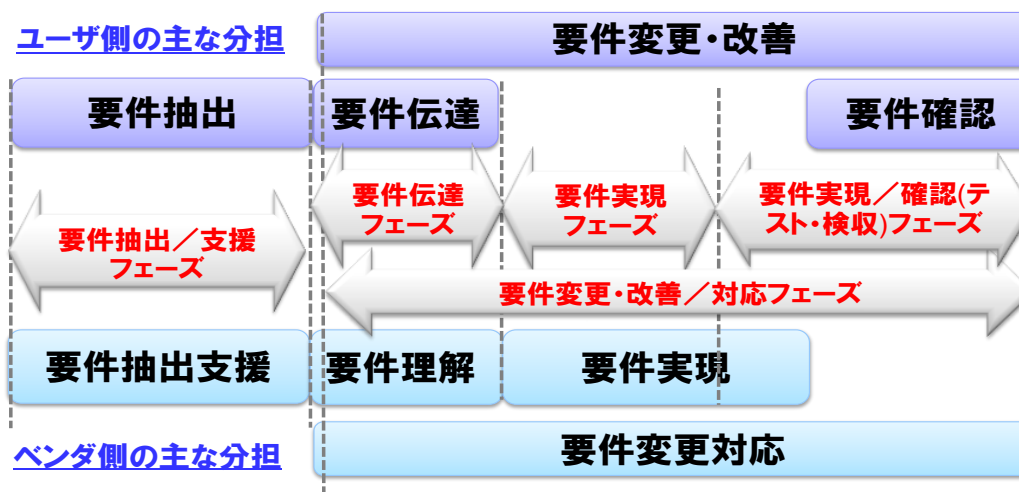 ユーザ側の主な分担
要件変更・改善
要件抽出
要件伝達
要件確認
要件抽出／支援
フェーズ
要件伝達
フェーズ
要件実現
フェーズ
要件実現／確認(テ
スト・検収)フェーズ
要件変更・改善／対応フェーズ
要件抽出支援
要件理解
要件実現
ベンダ側の主な分担
要件変更対応